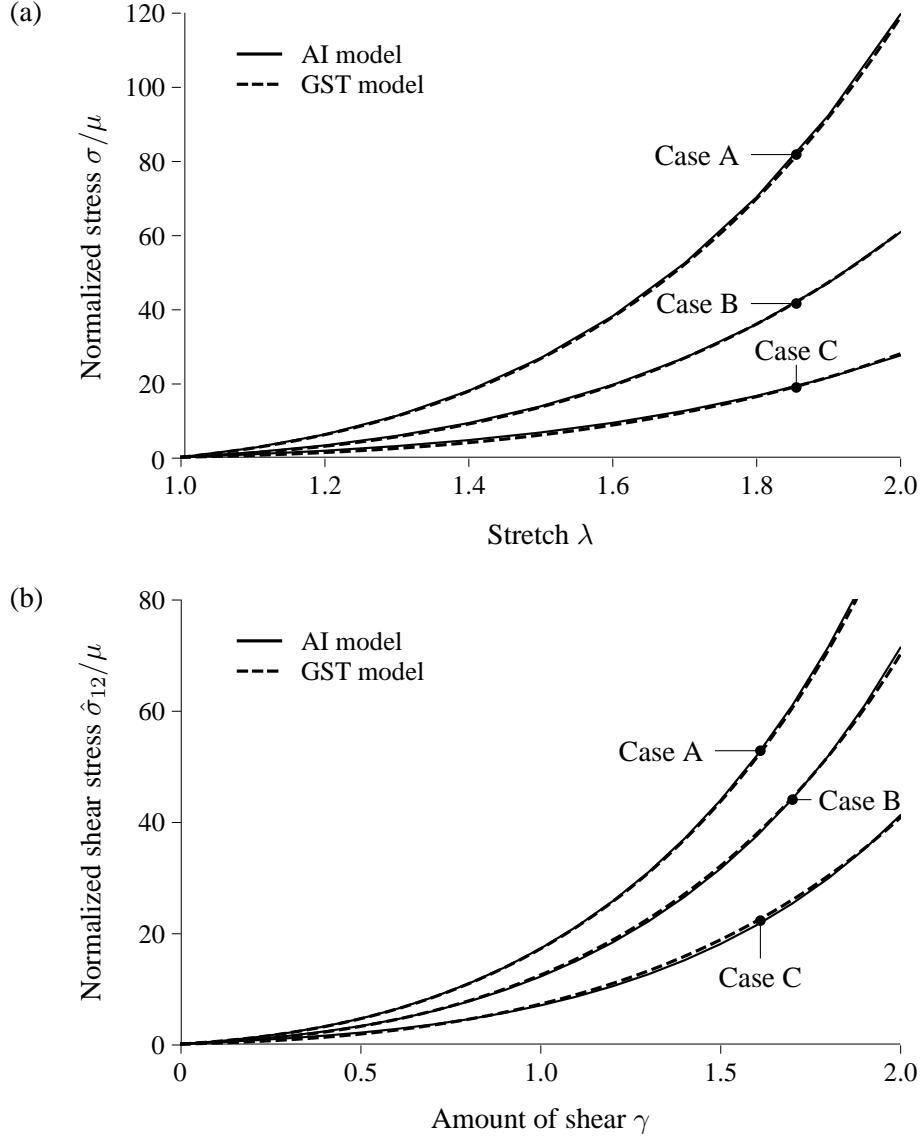 (a)
120
100
80
60
40
20
0
Normalized stress σ/μ
AI model
GST model
Case A
Case B
Case C
1.0
1.2
1.4
1.6
1.8
2.0
Stretch λ
(b)
80
60
40
20
0
Normalized shear stress σ̂₁₂/μ
AI model
GST model
Case A
Case B
Case C
0
0.5
1.0
1.5
2.0
Amount of shear γ